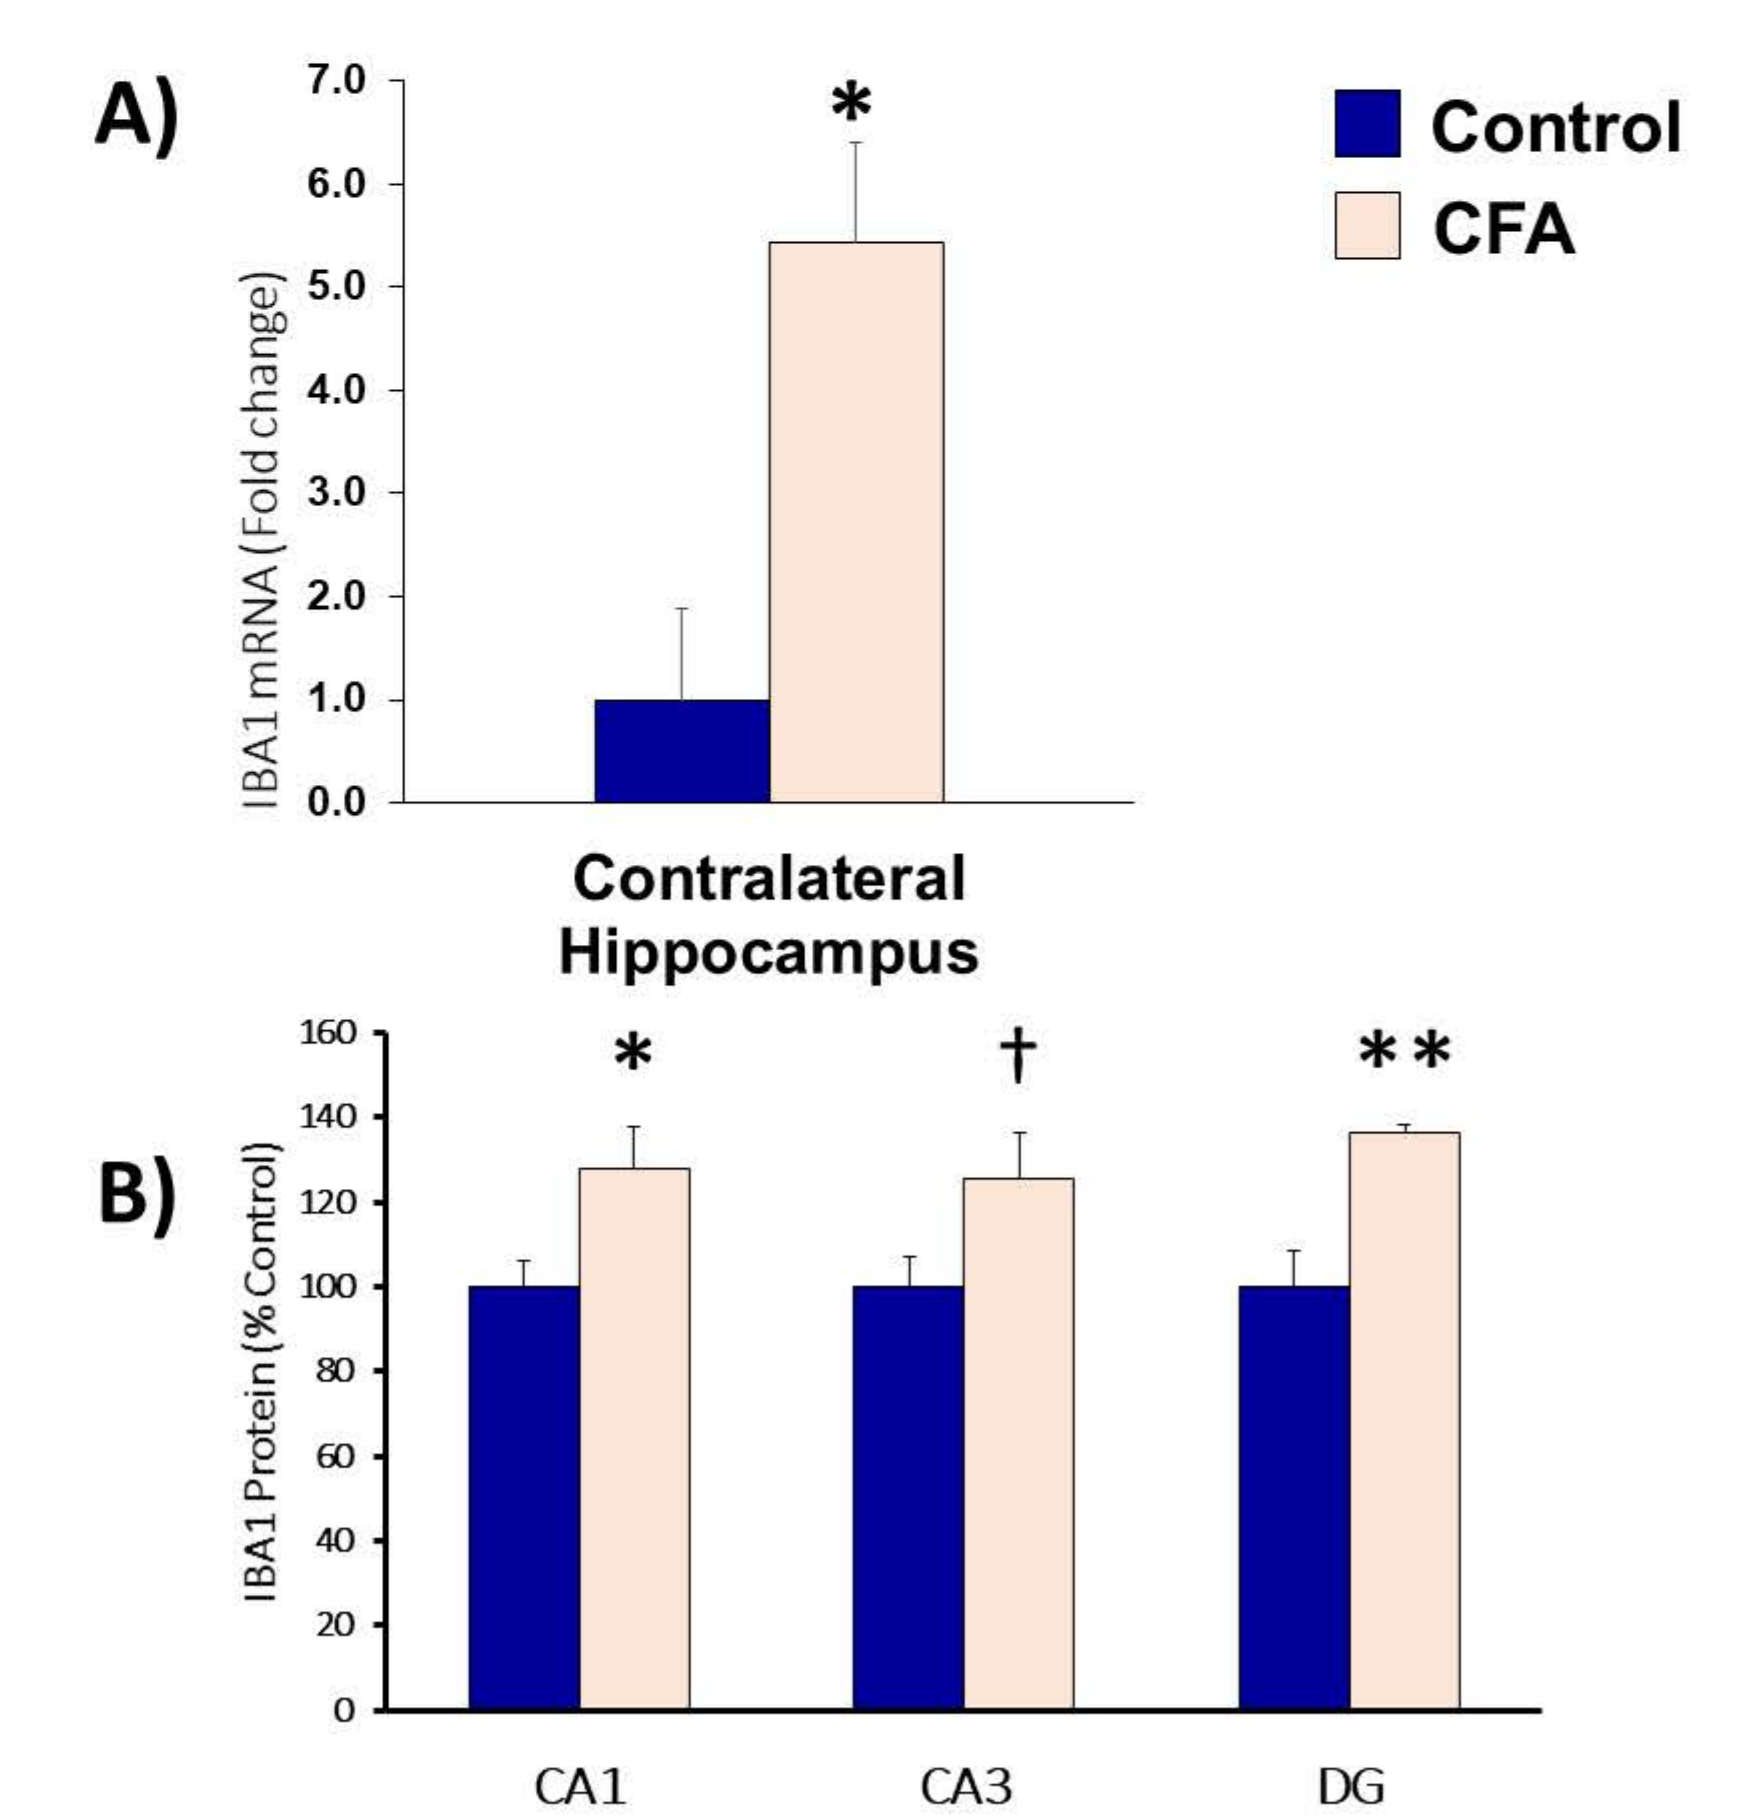 A)
7.0
*
6.0
5.0
4.0
3.0
2.0
1.0
0.0
IBA1 mRNA (Fold change)
Control
CFA
Contralateral
Hippocampus
B)
160
140
120
100
80
60
40
20
0
IBA1 Protein (% Control)
* † **
CA1 CA3 DG